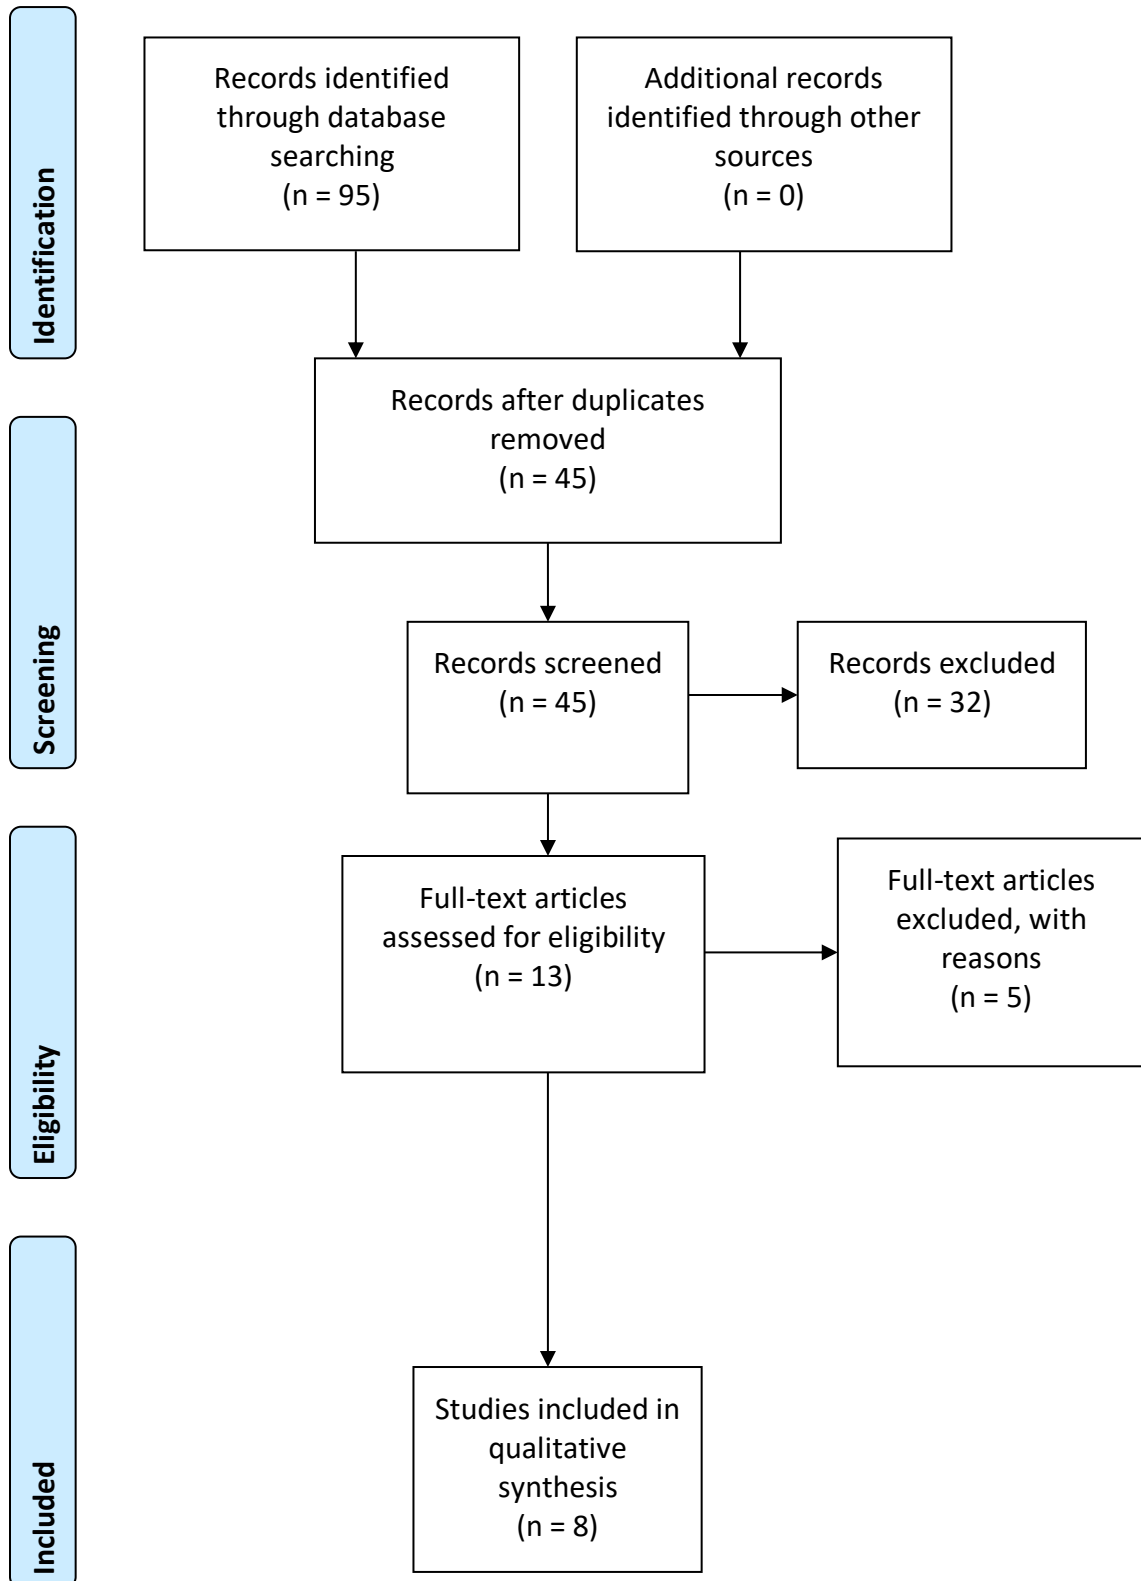 Identification
Records identified
through database
searching
(n = 95)
Additional records
identified through other
sources
(n = 0)
Records after duplicates
removed
(n = 45)
Screening
Records screened
(n = 45)
Records excluded
(n = 32)
Eligibility
Full-text articles
assessed for eligibility
(n = 13)
Full-text articles
excluded, with
reasons
(n = 5)
Included
Studies included in
qualitative
synthesis
(n = 8)